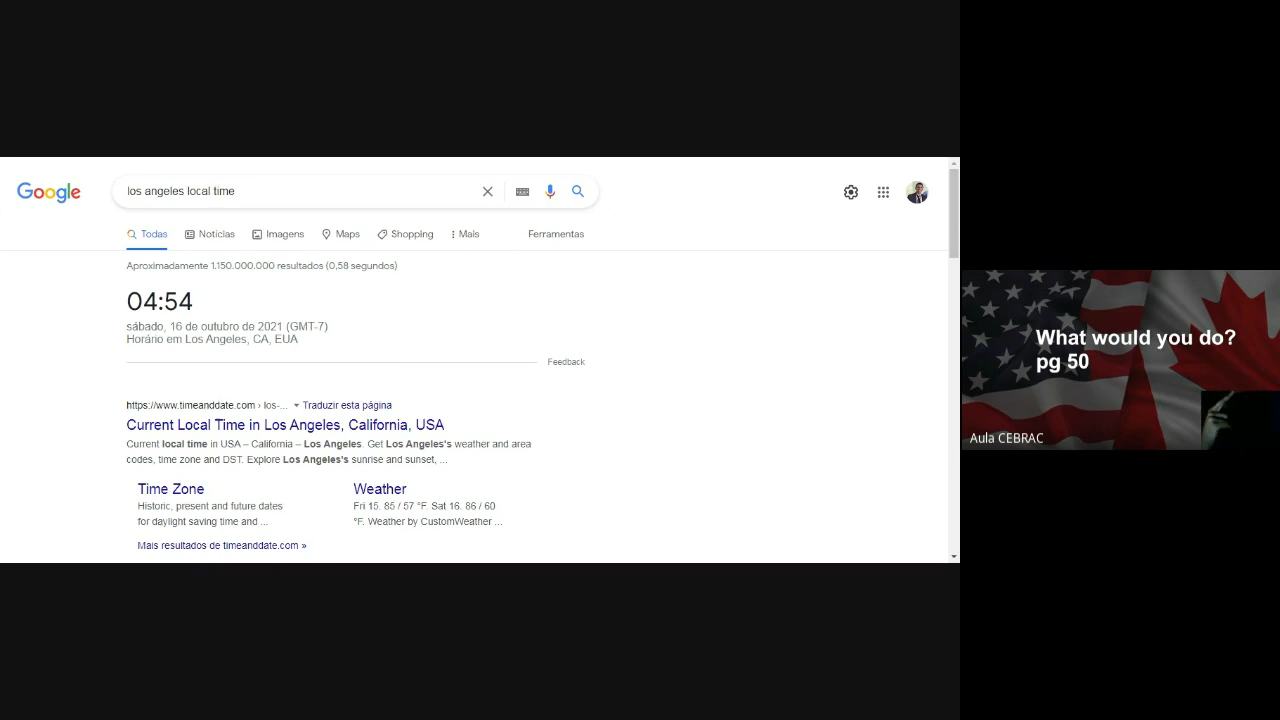 Google
los angeles local time
Todas
Notícias
Imagens
Maps
Shopping
Mais
Ferramentas
Aproximadamente 1.150.000.000 resultados (0,58 segundos)
04:54
sábado, 16 de outubro de 2021 (GMT-7)
Horário em Los Angeles, CA, EUA
Feedback
https://www.timeanddate.com › los-... Traduzir esta página
Current Local Time in Los Angeles, California, USA
Current local time in USA – California – Los Angeles. Get Los Angeles's weather and area
codes, time zone and DST. Explore Los Angeles's sunrise and sunset, ...
Time Zone
Historic, present and future dates
for daylight saving time and ...
Weather
Fri 15. 85 / 57 °F. Sat 16. 86 / 60
°F. Weather by CustomWeather ...
Mais resultados de timeanddate.com »
What would you do?
pg 50
Aula CEBRAC